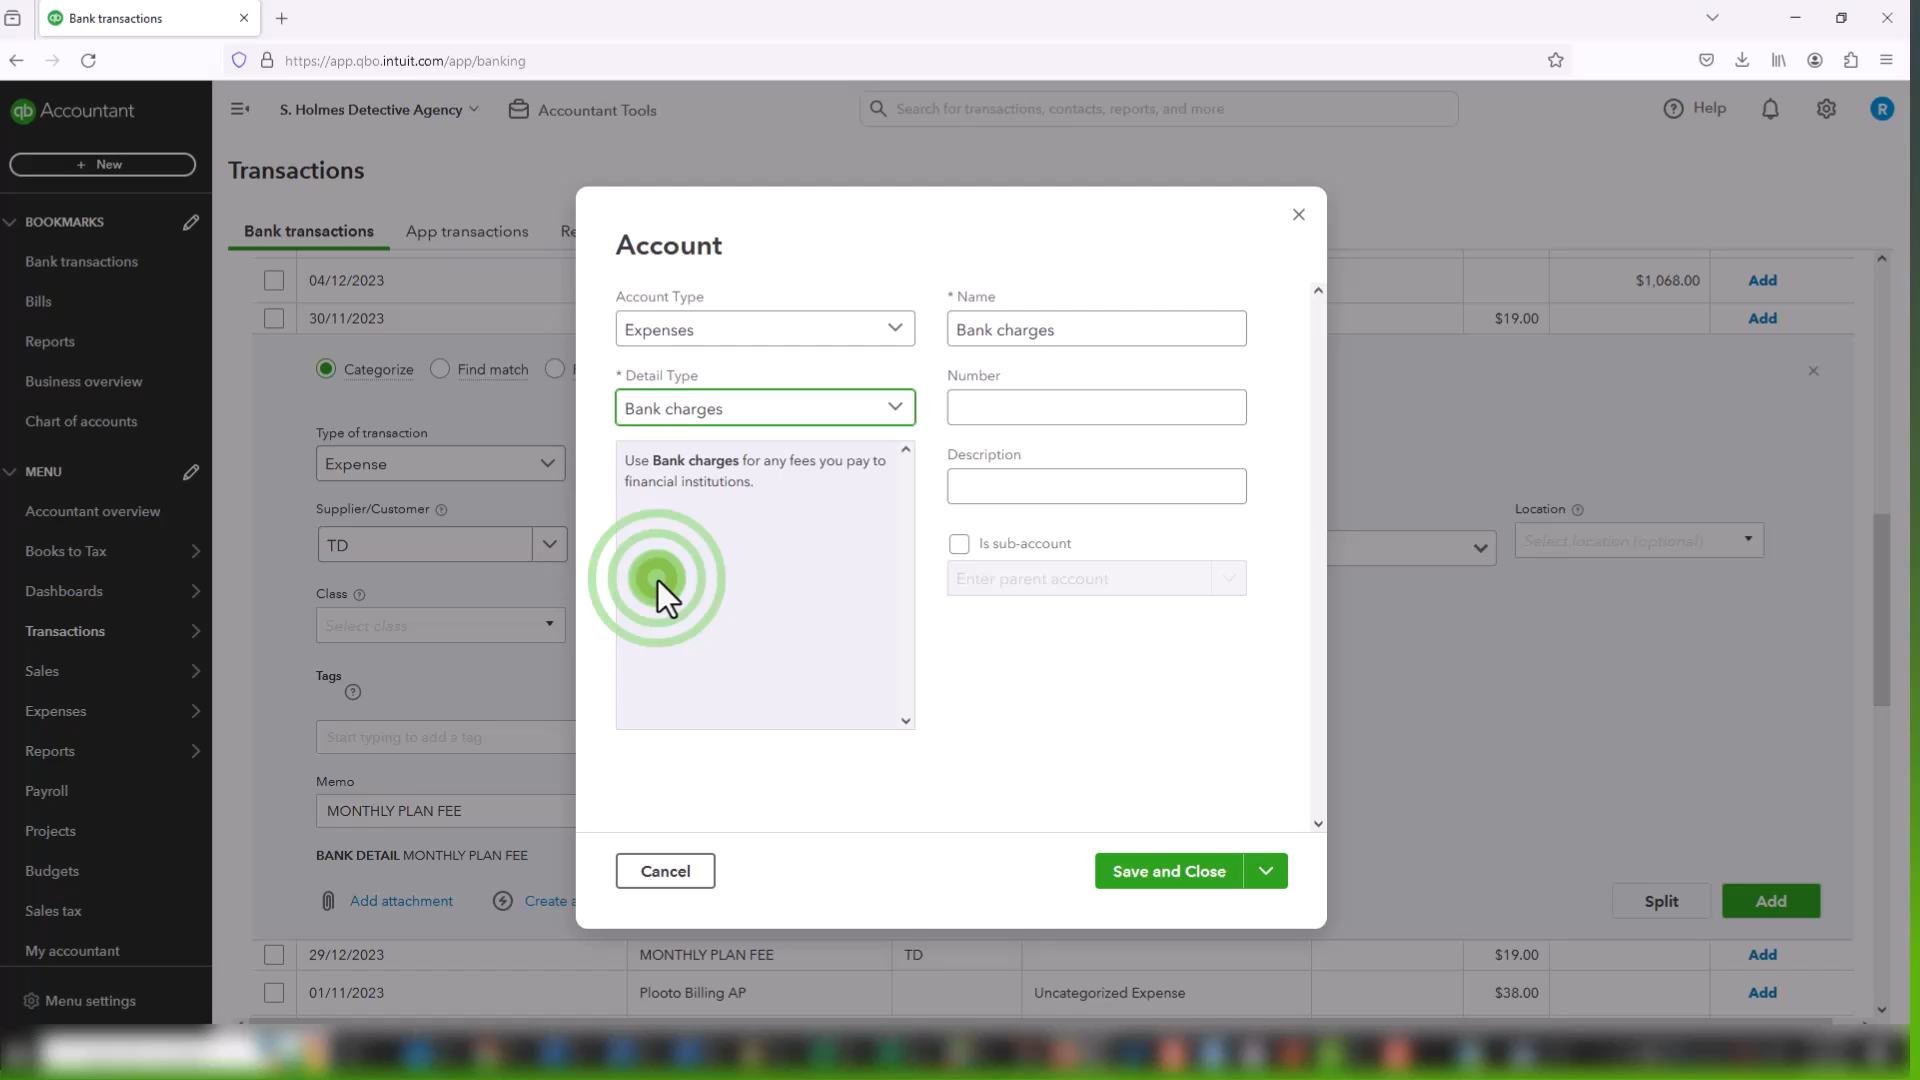 Bank transactions
https://app.qbo.intuit.com/app/banking
qb Accountant
S. Holmes Detective Agency
Accountant Tools
Search for transactions, contacts, reports, and more
Help
R
+ New
BOOKMARKS
Bank transactions
Bills
Reports
Business overview
Chart of accounts
MENU
Accountant overview
Books to Tax
Dashboards
Transactions
Sales
Expenses
Reports
Payroll
Projects
Budgets
Sales tax
My accountant
Menu settings
Transactions
Bank transactions
App transactions
Re
04/12/2023
$1,068.00
Add
30/11/2023
$19.00
Add
Categorize
Find match
Type of transaction
Expense
Supplier/Customer
TD
Location
Select location (optional)
Class
Select class
Tags
Start typing to add a tag
Memo
MONTHLY PLAN FEE
BANK DETAIL MONTHLY PLAN FEE
Add attachment
Create a
Split
Add
29/12/2023
MONTHLY PLAN FEE
TD
$19.00
Add
01/11/2023
Plooto Billing AP
Uncategorized Expense
$38.00
Add
Account
Account Type
Expenses
* Name
Bank charges
* Detail Type
Bank charges
Number
Use Bank charges for any fees you pay to
financial institutions.
Description
Is sub-account
Enter parent account
Cancel
Save and Close